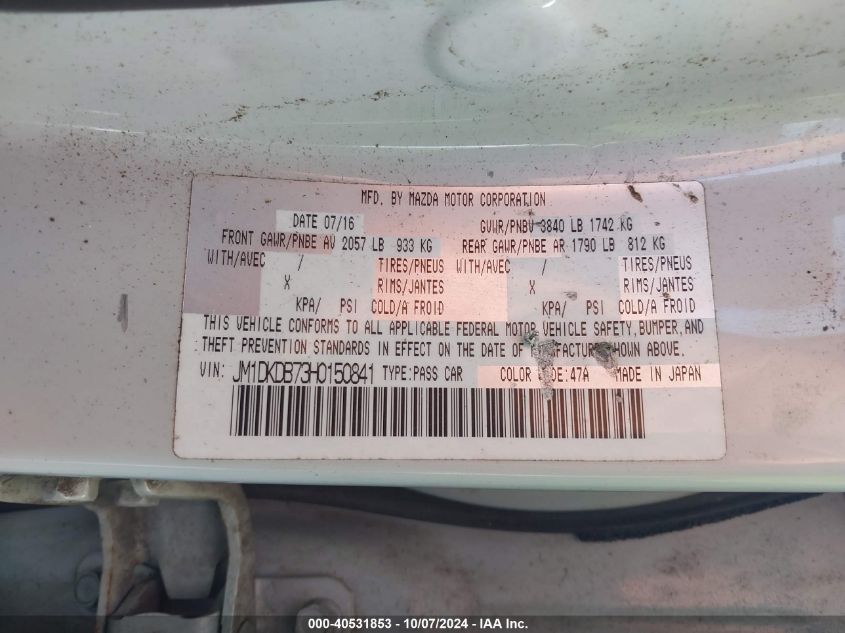 MFD. BY MAZDA MOTOR CORPORATION
DATE 07/16 GVWR/PNBV 3840 LB 1742 KG
FRONT GAWR/PNBE AV 2057 LB 933 KG REAR GAWR/PNBE AR 1790 LB 812 KG
WITH/AVEC / TIRES/PNEUS WITH/AVEC / TIRES/PNEUS
X RIMS/JANTES X RIMS/JANTES
KPA/ PSI COLD/A FROID KPA/ PSI COLD/A FROID
THIS VEHICLE CONFORMS TO ALL APPLICABLE FEDERAL MOTOR VEHICLE SAFETY, BUMPER, AND
THEFT PREVENTION STANDARDS IN EFFECT ON THE DATE OF SHOWN ABOVE.
VIN: JM1DKDB73H0150841 TYPE:PASS CAR COLOR :47A MADE IN JAPAN
000-40531853 - 10/07/2024 - IAA Inc.